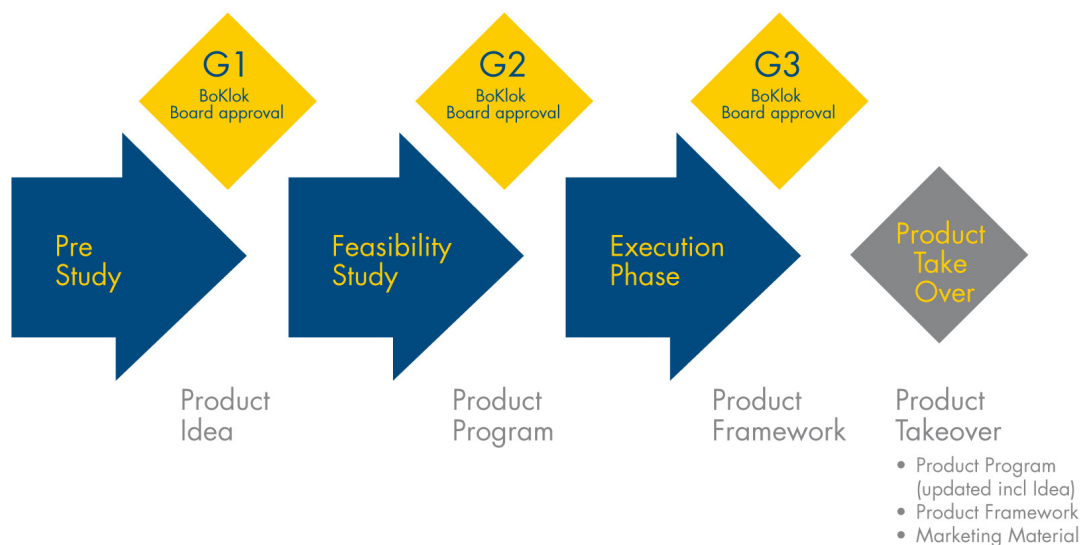 G1
BoKlok
Board approval
G2
BoKlok
Board approval
G3
BoKlok
Board approval
Pre
Study
Feasibility
Study
Execution
Phase
Product
Take
Over
Product
Idea
Product
Program
Product
Framework
Product
Takeover
• Product Program
(updated incl Idea)
• Product Framework
• Marketing Material